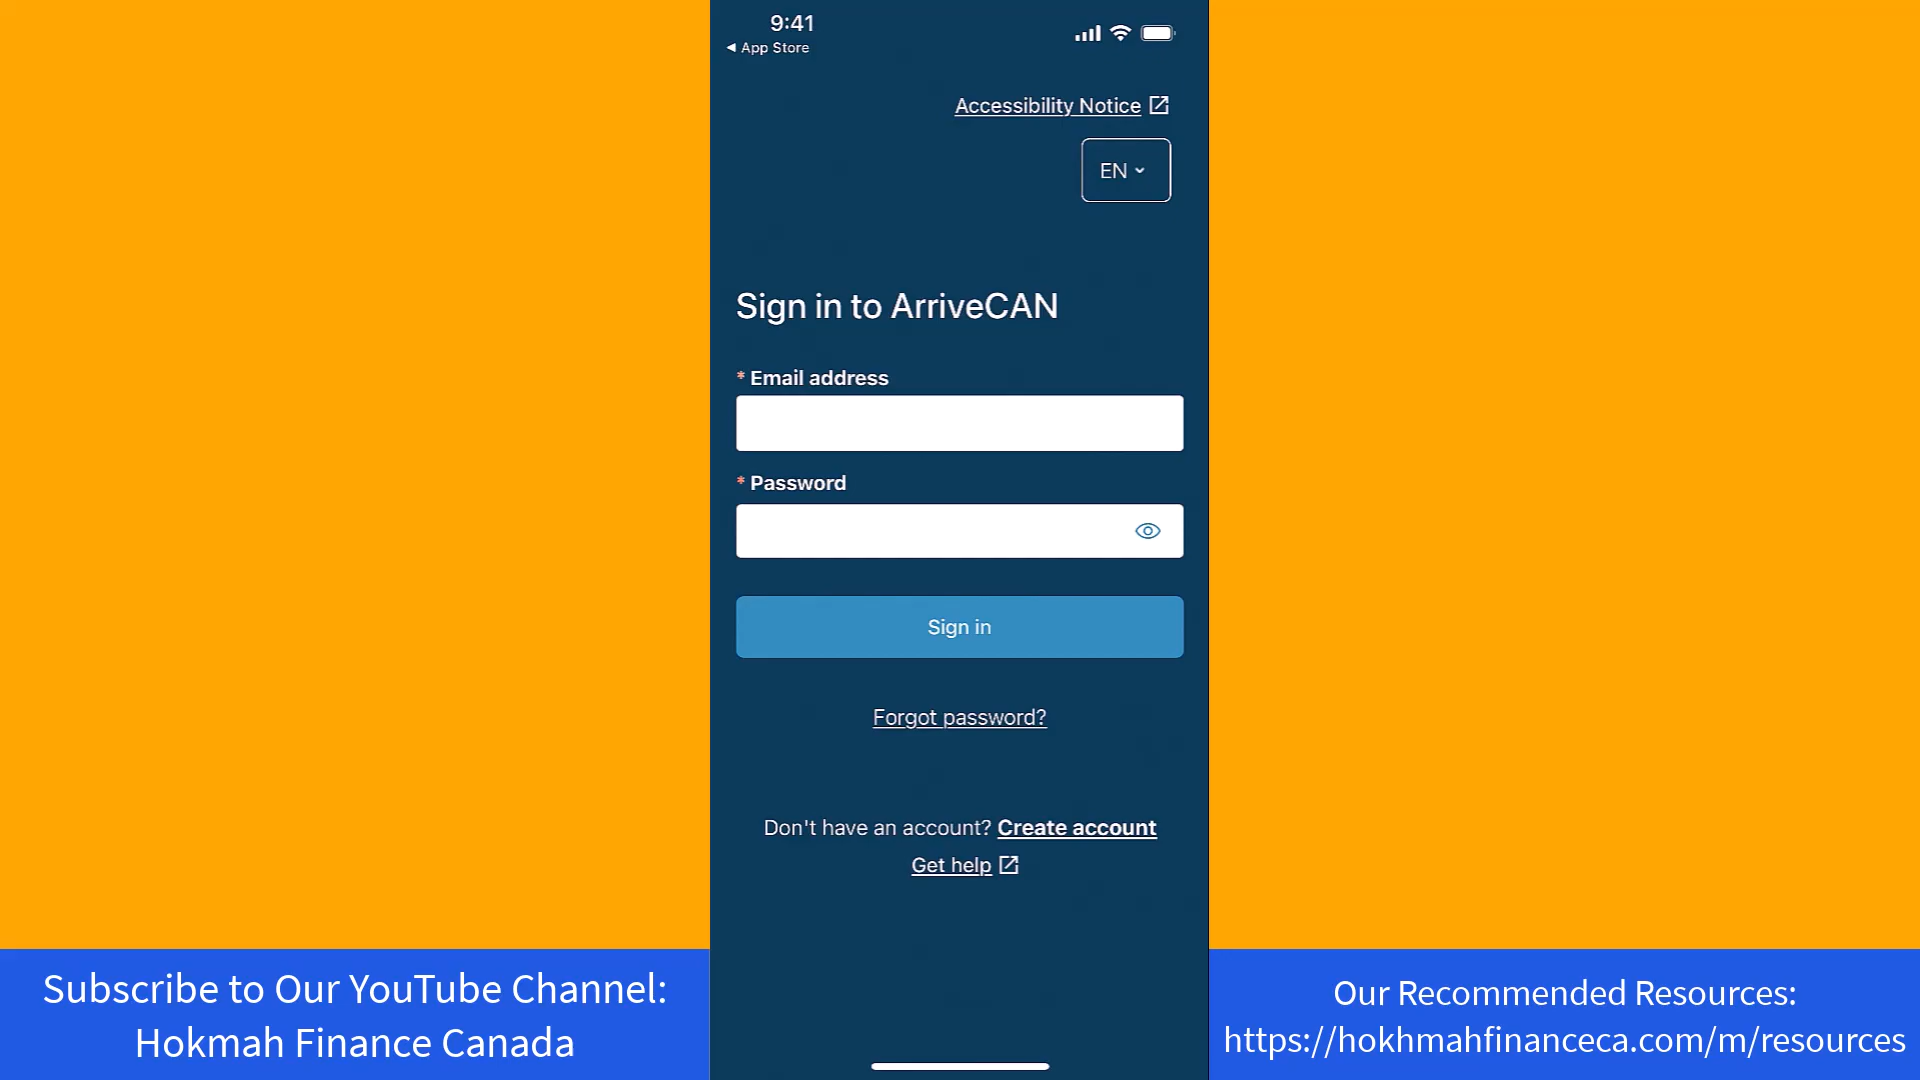 9:41
◀ App Store
Accessibility Notice
EN
Sign in to ArriveCAN
* Email address
* Password
Sign in
Forgot password?
Don't have an account? Create account
Get help
Subscribe to Our YouTube Channel:
Hokmah Finance Canada
Our Recommended Resources:
https://hokhmahfinanceca.com/m/resources